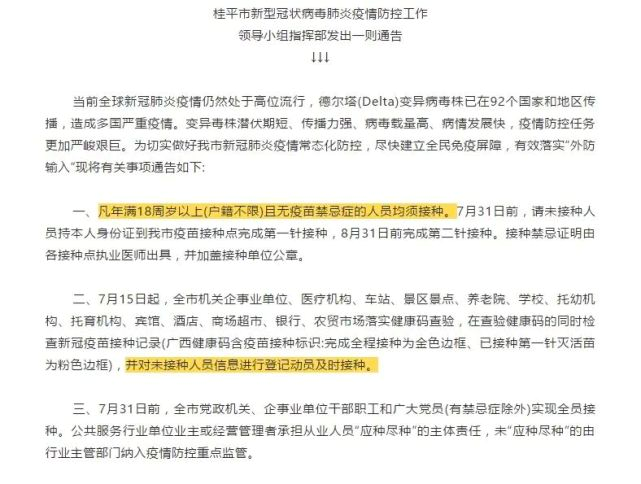 桂平市新型冠状病毒肺炎疫情防控工作
领导小组指挥部发出一则通告
↓↓↓
当前全球新冠肺炎疫情仍然处于高位流行，德尔塔(Delta)变异病毒株已在92个国家和地区传
播，造成多国严重疫情。变异毒株潜伏期短、传播力强、病毒载量高、病情发展快，疫情防控任务
更加严峻艰巨。为切实做好我市新冠肺炎疫情常态化防控，尽快建立全民免疫屏障，有效落实“外防
输入”现将有关事项通告如下:
一、凡年满18周岁以上(户籍不限)且无疫苗禁忌症的人员均须接种。7月31日前，请未接种人
员持本人身份证到我市疫苗接种点完成第一针接种，8月31日前完成第二针接种。接种禁忌证明由
各接种点执业医师出具，并加盖接种单位公章。
二、7月15日起，全市机关企事业单位、医疗机构、车站、景区景点、养老院、学校、托幼机
构、托育机构、宾馆、酒店、商场超市、银行、农贸市场落实健康码查验，在查验健康码的同时检
查新冠疫苗接种记录(广西健康码含疫苗接种标识:完成全程接种为金色边框、已接种第一针灭活苗
为粉色边框)，并对未接种人员信息进行登记动员及时接种。
三、7月31日前，全市党政机关、企事业单位干部职工和广大党员(有禁忌症除外)实现全员接
种。公共服务行业单位业主或经营管理者承担从业人员“应种尽种”的主体责任，未“应种尽种”的由
行业主管部门纳入疫情防控重点监管。